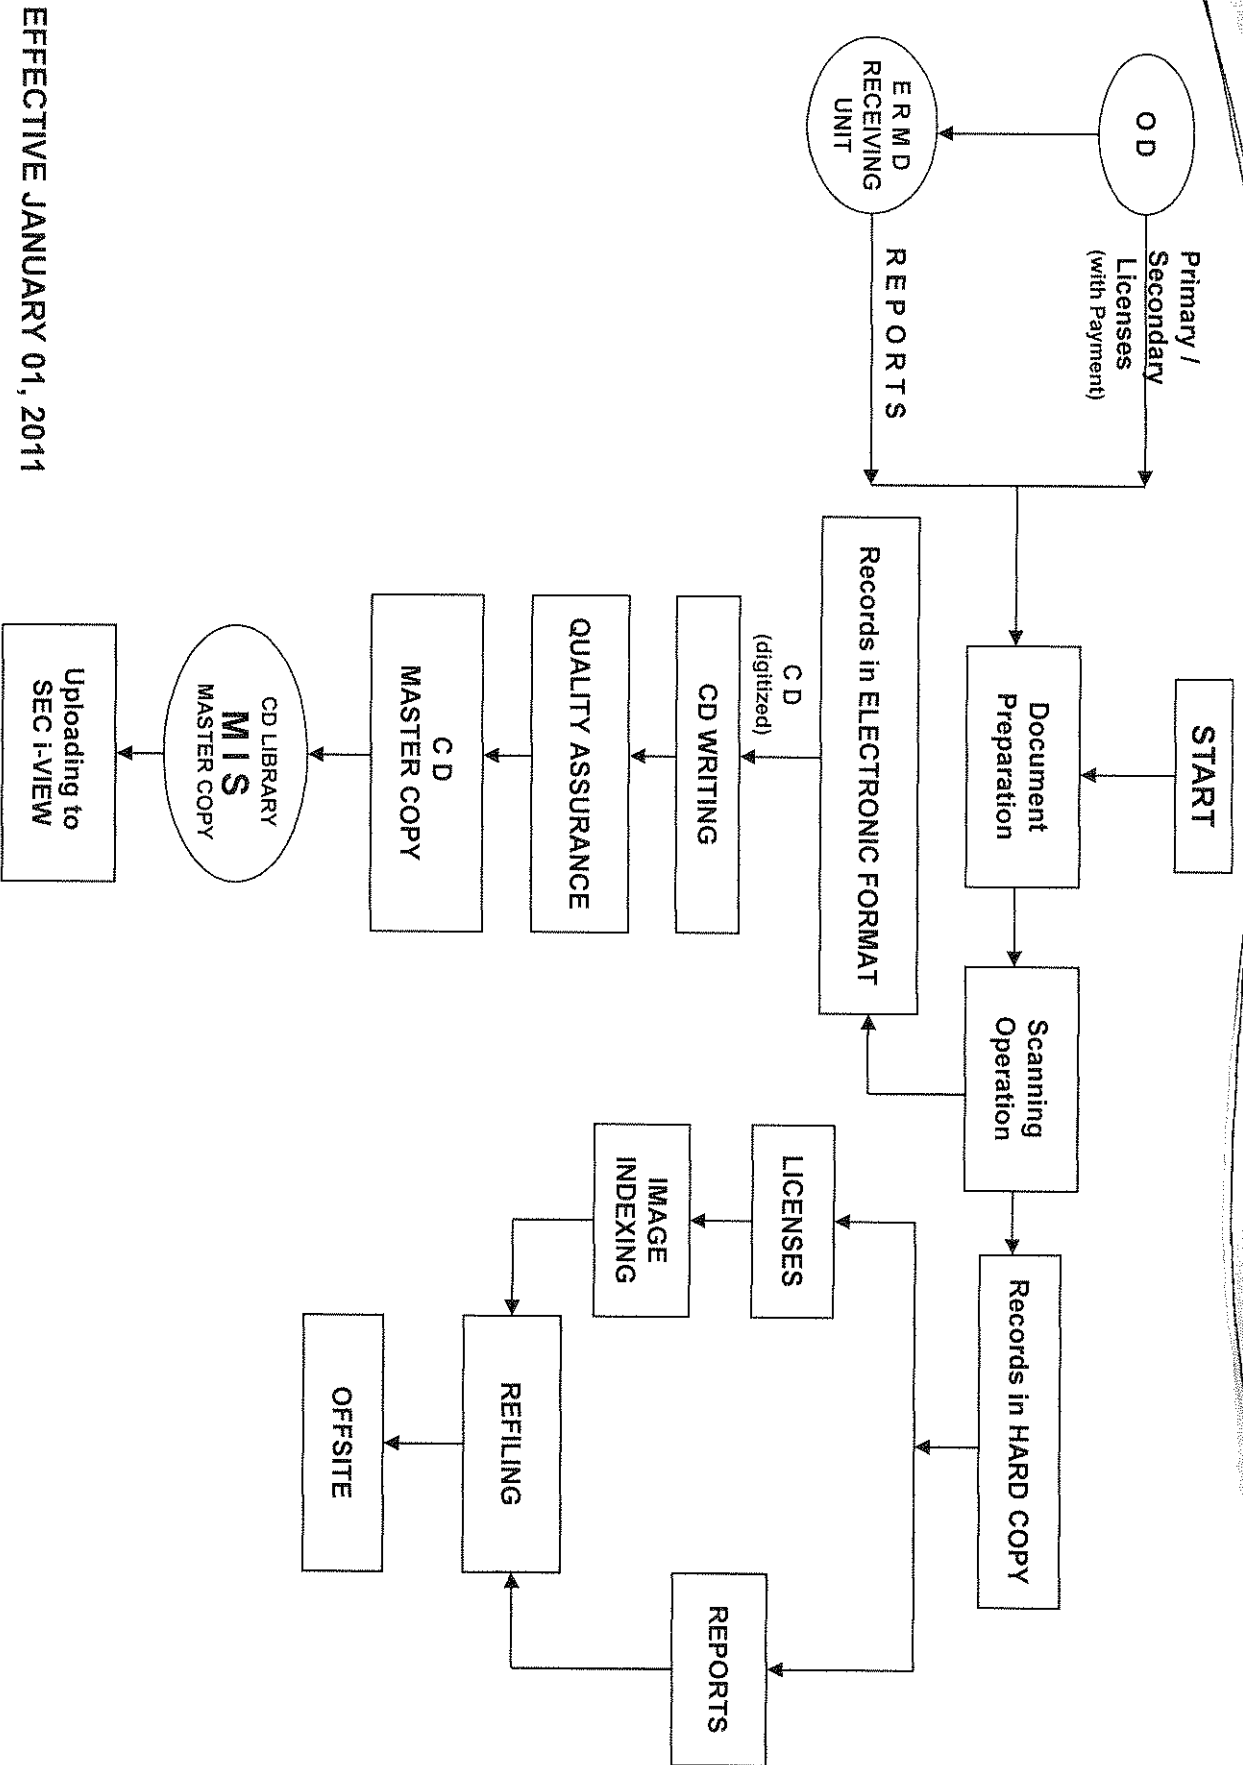 START
O D
Primary /
Secondary
Licenses
(with Payment)
E R M D
RECEIVING
UNIT
R E P O R T S
Document
Preparation
Scanning
Operation
Records in HARD COPY
Records in ELECTRONIC FORMAT
C D
(digitized)
CD WRITING
QUALITY ASSURANCE
C D
MASTER COPY
CD LIBRARY
M I S
MASTER COPY
Uploading to
SEC i-VIEW
LICENSES
IMAGE
INDEXING
REPORTS
REFILING
OFFSITE
EFFECTIVE JANUARY 01, 2011